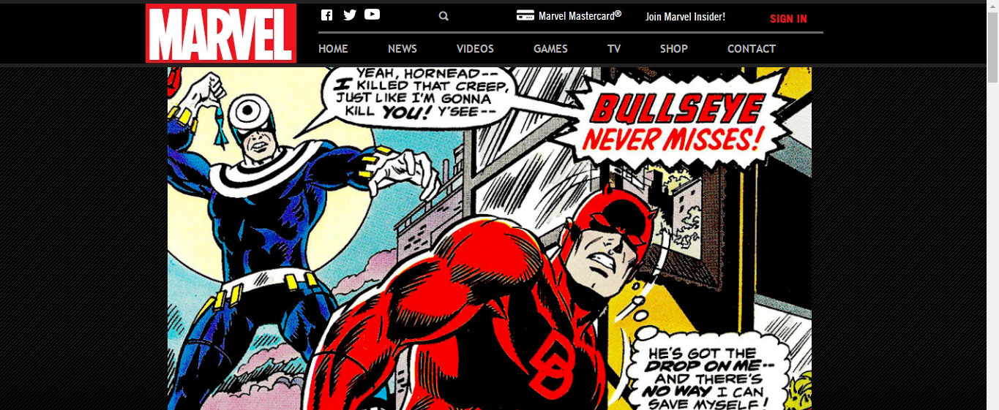 MARVEL
Marvel Mastercard®
Join Marvel Insider!
SIGN IN
HOME
NEWS
VIDEOS
GAMES
TV
SHOP
CONTACT
YEAH, HORNEAD--
I KILLED THAT CREEP,
JUST LIKE I'M GONNA
KILL YOU! Y'SEE--
BULLSEYE
NEVER MISSES!
DD
HE'S GOT THE
DROP ON ME--
AND THERE'S
NO WAY I CAN
SAVE MYSELF!